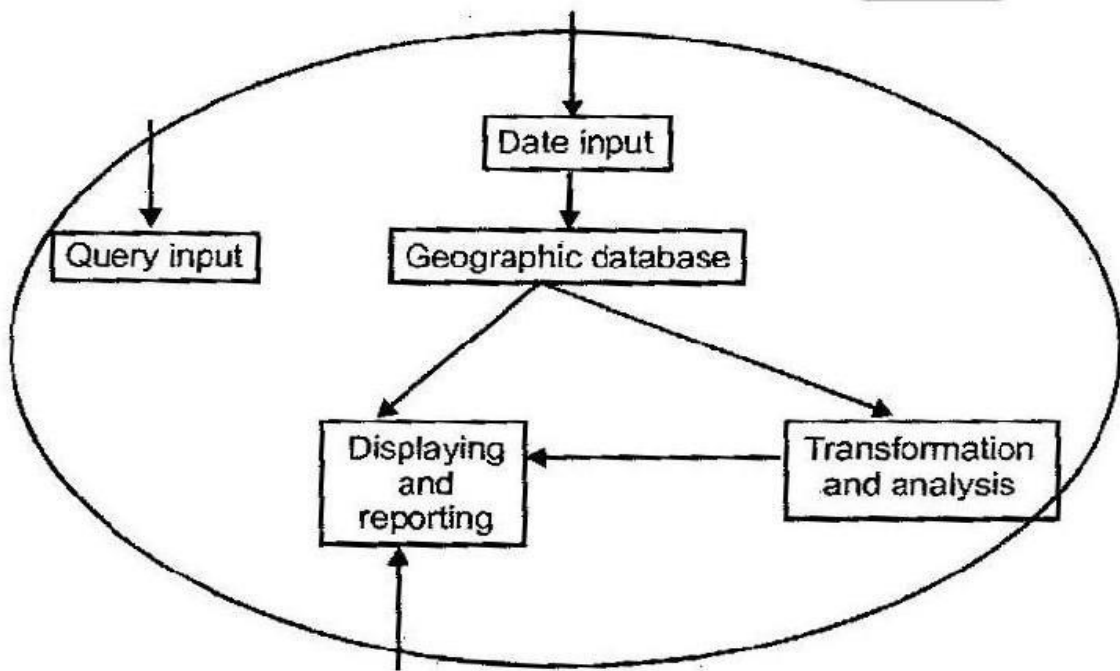 Date input
Query input
Geographic database
Displaying
and
reporting
Transformation
and analysis